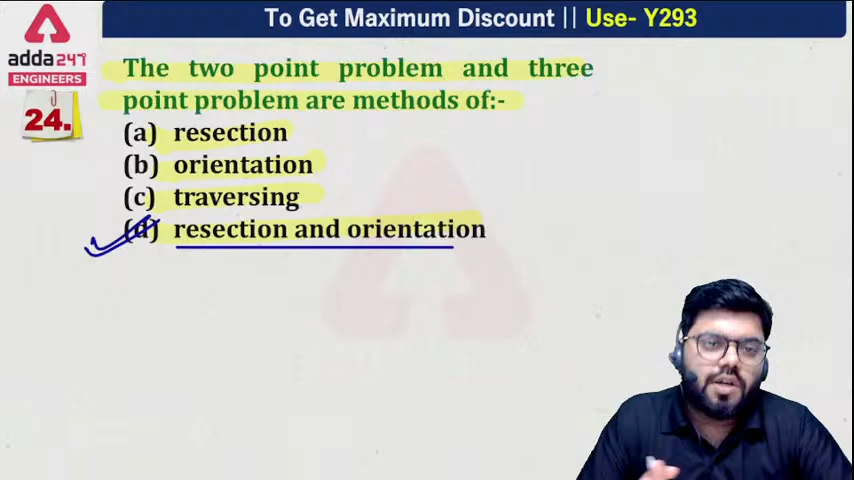 To Get Maximum Discount || Use- Y293
adda247
ENGINEERS
24.
The two point problem and three
point problem are methods of:-
(a) resection
(b) orientation
(c) traversing
(d) resection and orientation